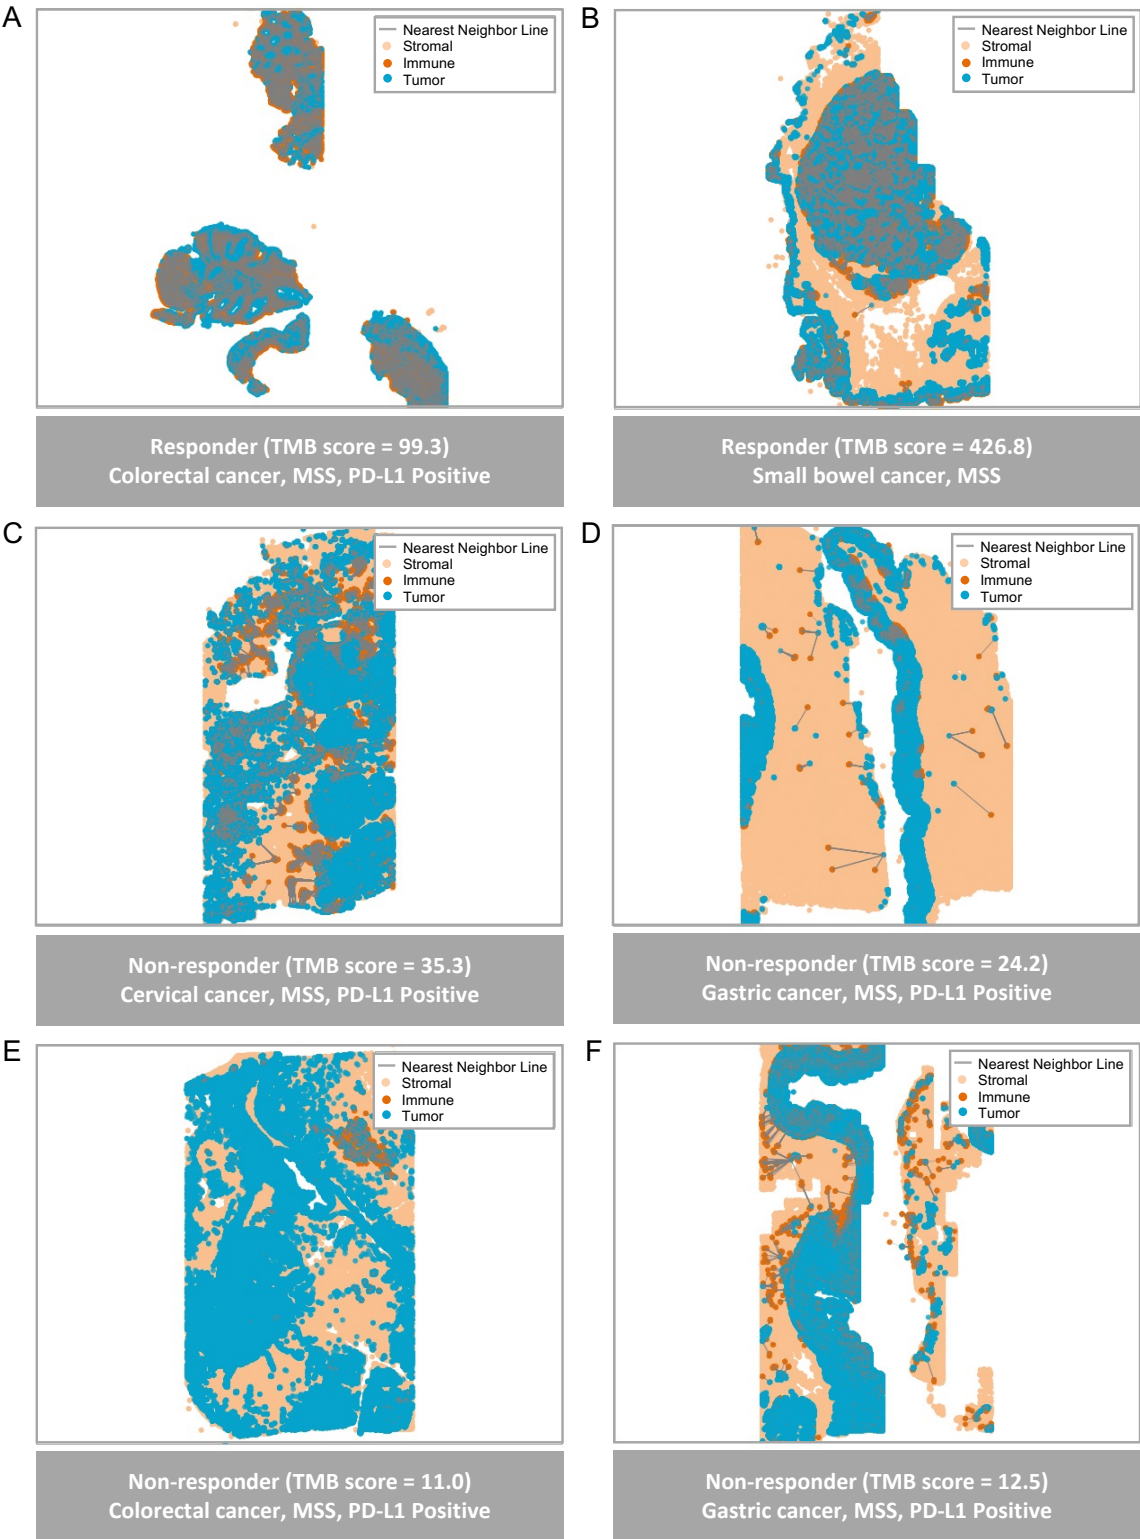 A
Nearest Neighbor Line
Stromal
Immune
Tumor
Responder (TMB score = 99.3)
Colorectal cancer, MSS, PD-L1 Positive
B
Nearest Neighbor Line
Stromal
Immune
Tumor
Responder (TMB score = 426.8)
Small bowel cancer, MSS
C
Nearest Neighbor Line
Stromal
Immune
Tumor
Non-responder (TMB score = 35.3)
Cervical cancer, MSS, PD-L1 Positive
D
Nearest Neighbor Line
Stromal
Immune
Tumor
Non-responder (TMB score = 24.2)
Gastric cancer, MSS, PD-L1 Positive
E
Nearest Neighbor Line
Stromal
Immune
Tumor
Non-responder (TMB score = 11.0)
Colorectal cancer, MSS, PD-L1 Positive
F
Nearest Neighbor Line
Stromal
Immune
Tumor
Non-responder (TMB score = 12.5)
Gastric cancer, MSS, PD-L1 Positive